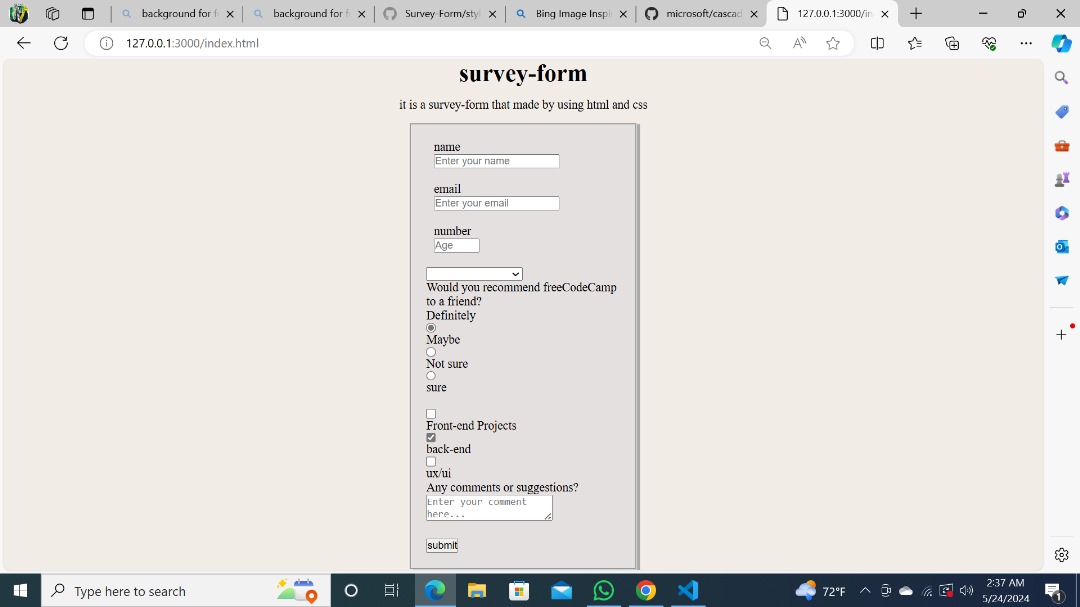 background for f
background for f
Survey-Form/styl
Bing Image Inspi
microsoft/cascad
127.0.0.1:3000/in
127.0.0.1:3000/index.html
survey-form
it is a survey-form that made by using html and css
name
Enter your name
email
Enter your email
number
Age
Would you recommend freeCodeCamp
to a friend?
Definitely
Maybe
Not sure
sure
Front-end Projects
back-end
ux/ui
Any comments or suggestions?
Enter your comment
here...
submit
Type here to search
72°F
2:37 AM
5/24/2024
1